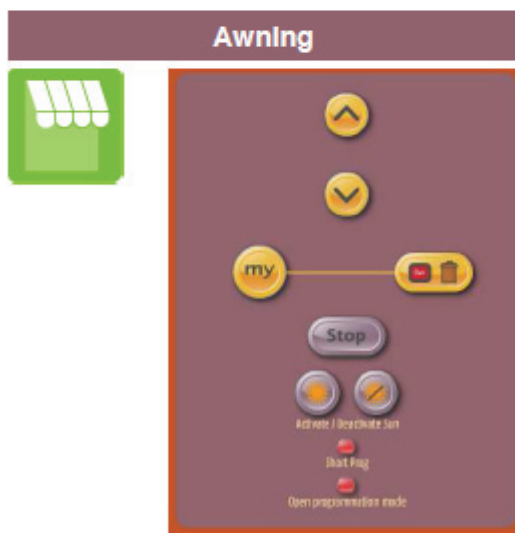 Awning
my
Stop
Activate / Deactivate Sun
Short Prog
Open programmation mode